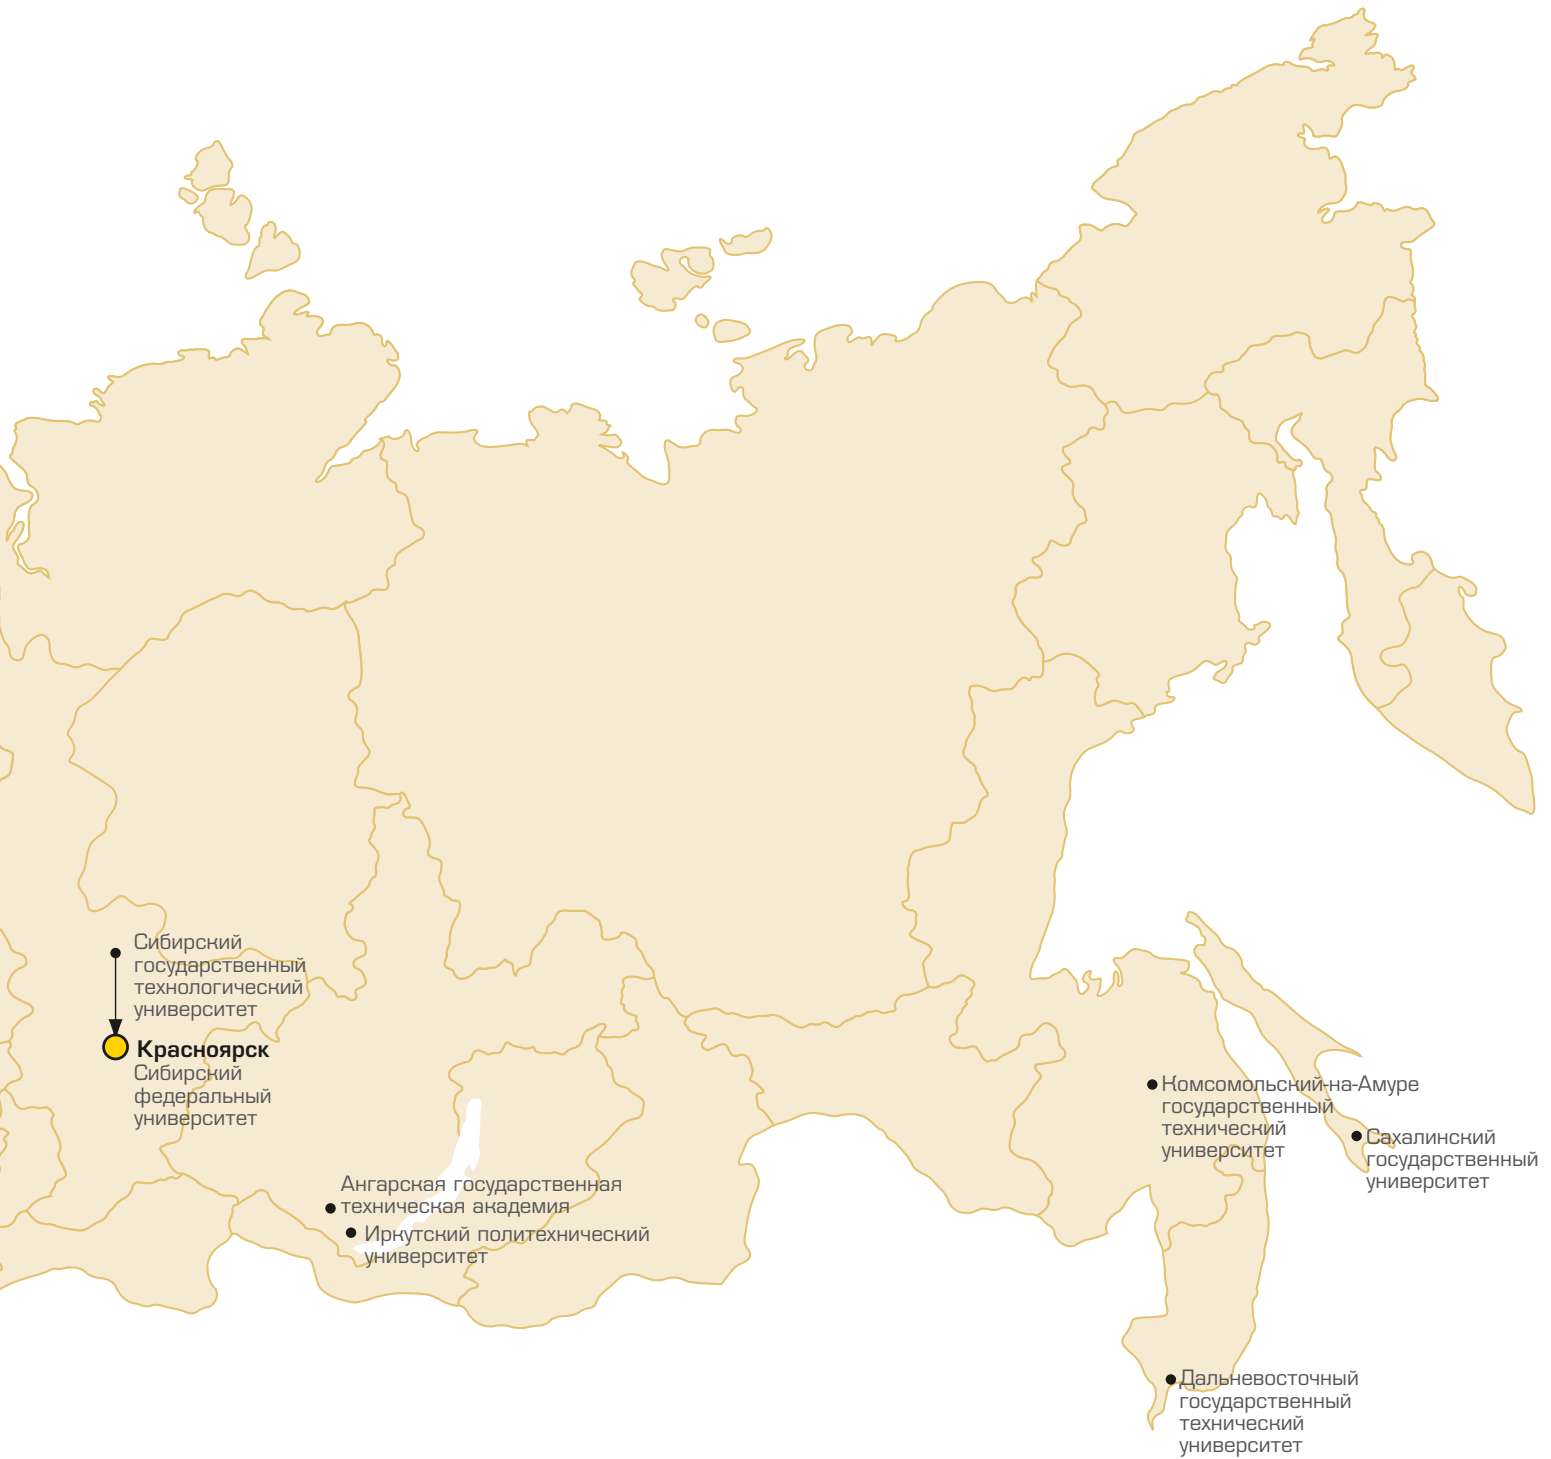 Сибирский
государственный
технологический
университет
Красноярск
Сибирский
федеральный
университет
Ангарская государственная
техническая академия
Иркутский политехнический
университет
Комсомольский-на-Амуре
государственный
технический
университет
Сахалинский
государственный
университет
Дальневосточный
государственный
технический
университет